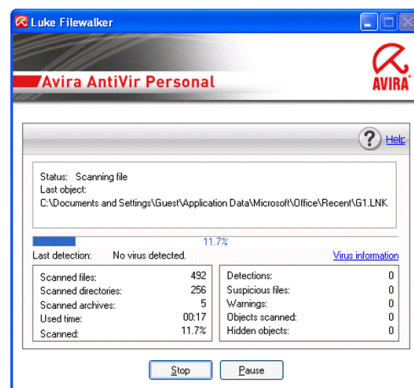 Luke Filewalker
Avira AntiVir Personal
AVIRA
? Help
Status: Scanning file
Last object:
C:\Documents and Settings\Guest\Application Data\Microsoft\Office\Recent\G1.LNK
11.7%
Last detection: No virus detected. Virus information
Scanned files: 492 Detections: 0
Scanned directories: 256 Suspicious files: 0
Scanned archives: 5 Warnings: 0
Used time: 00:17 Objects scanned: 0
Scanned: 11.7% Hidden objects: 0
Stop Pause